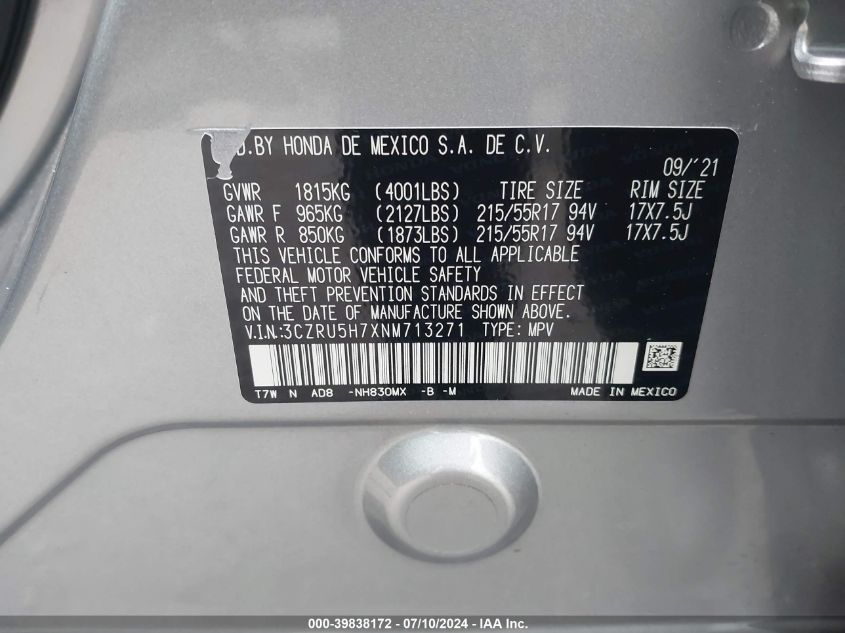 D.BY HONDA DE MEXICO S.A. DE C.V.
09/'21
GVWR 1815KG (4001LBS) TIRE SIZE RIM SIZE
GAWR F 965KG (2127LBS) 215/55R17 94V 17X7.5J
GAWR R 850KG (1873LBS) 215/55R17 94V 17X7.5J
THIS VEHICLE CONFORMS TO ALL APPLICABLE
FEDERAL MOTOR VEHICLE SAFETY
AND THEFT PREVENTION STANDARDS IN EFFECT
ON THE DATE OF MANUFACTURE SHOWN ABOVE.
V.I.N.:3CZRU5H7XNM713271 TYPE: MPV
T7W N AD8 -NH830MX -B -M MADE IN MEXICO
000-39838172 - 07/10/2024 - IAA Inc.